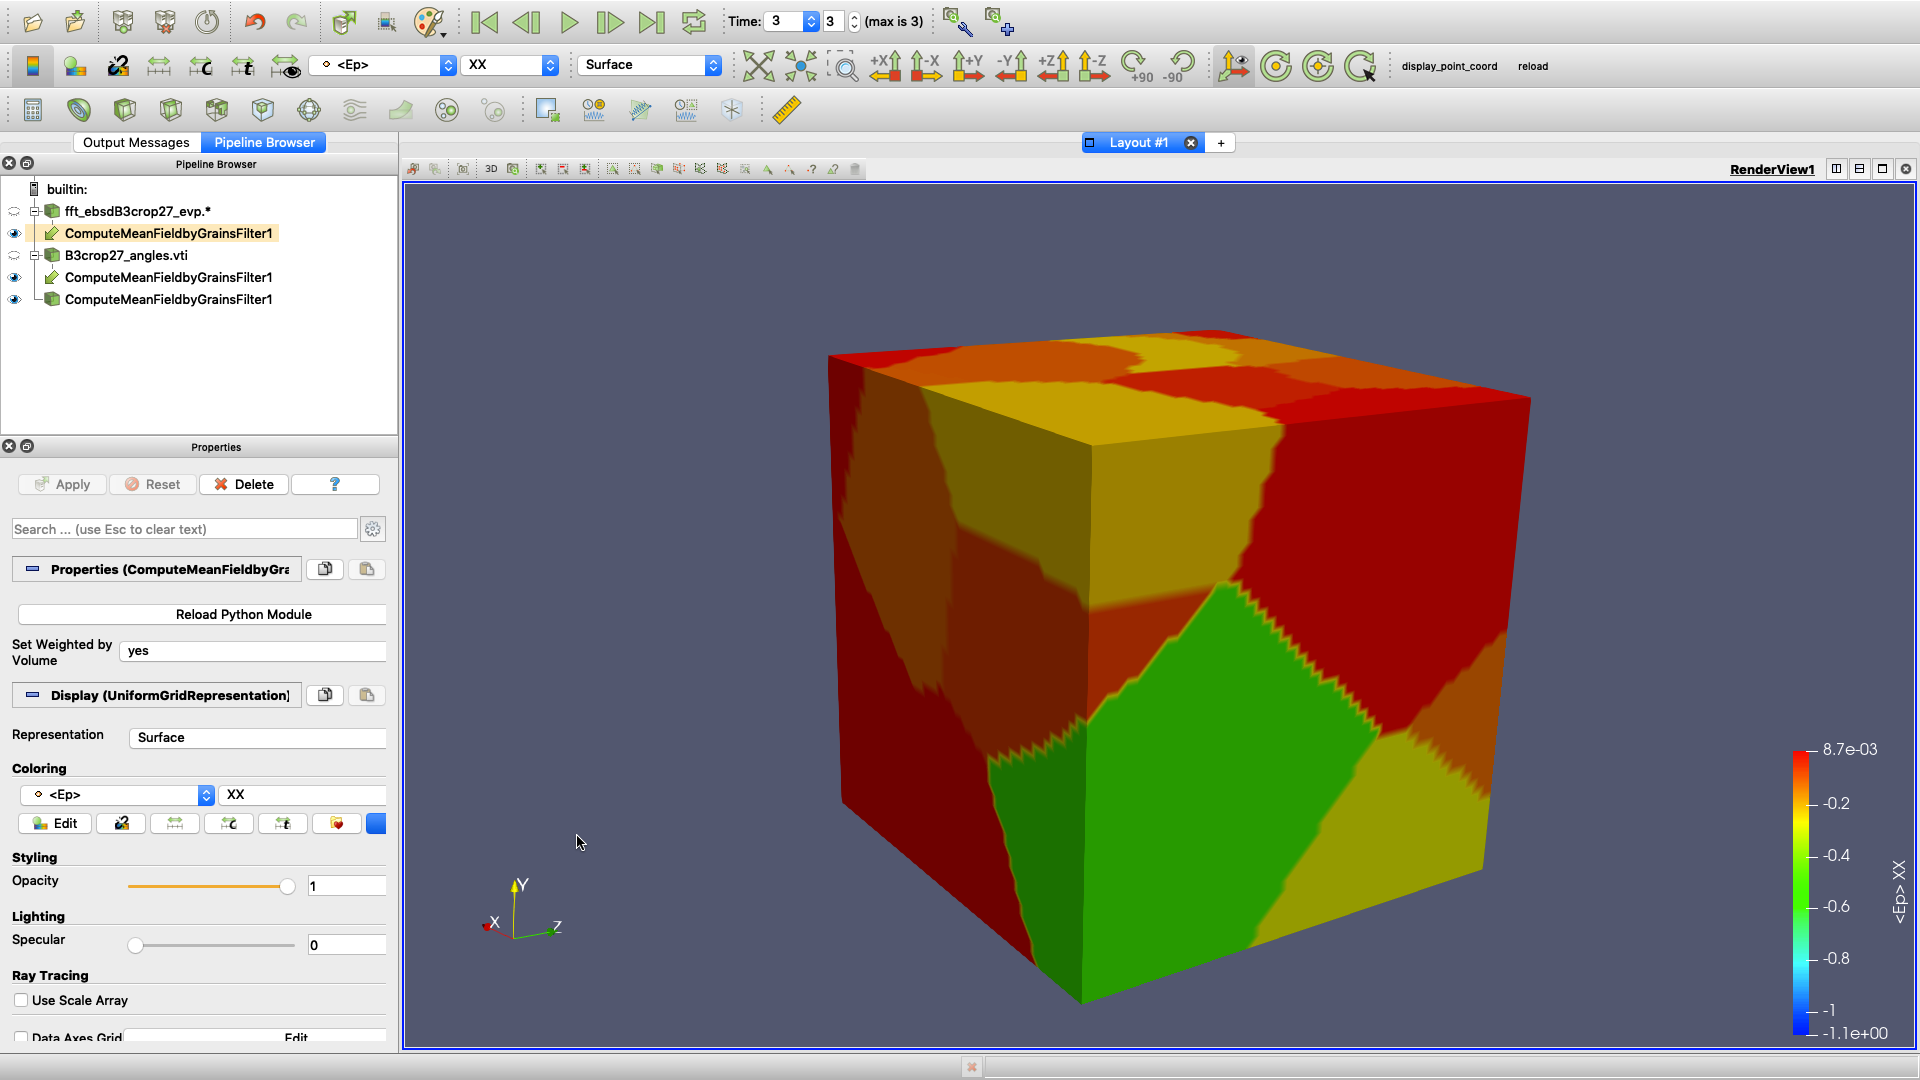 Time: 3 3 (max is 3)
<Ep> XX Surface +X -X +Y -Y +Z -Z +90 -90 display_point_coord reload
Output Messages Pipeline Browser Layout #1 +
Pipeline Browser
3D RenderView1
builtin:
fft_ebsdB3crop27_evp.*
ComputeMeanFieldbyGrainsFilter1
B3crop27_angles.vti
ComputeMeanFieldbyGrainsFilter1
ComputeMeanFieldbyGrainsFilter1
Properties
Apply Reset Delete ?
Search ... (use Esc to clear text)
Properties (ComputeMeanFieldbyGra
Reload Python Module
Set Weighted by Volume yes
Display (UniformGridRepresentation)
Representation Surface
Coloring
<Ep> XX
Edit
Styling
Opacity 1
Lighting
Specular 0
Ray Tracing
Use Scale Array
Data Axes Grid Edit
Y
X
Z
8.7e-03
-0.2
-0.4
-0.6
-0.8
-1
-1.1e+00
<Ep> XX